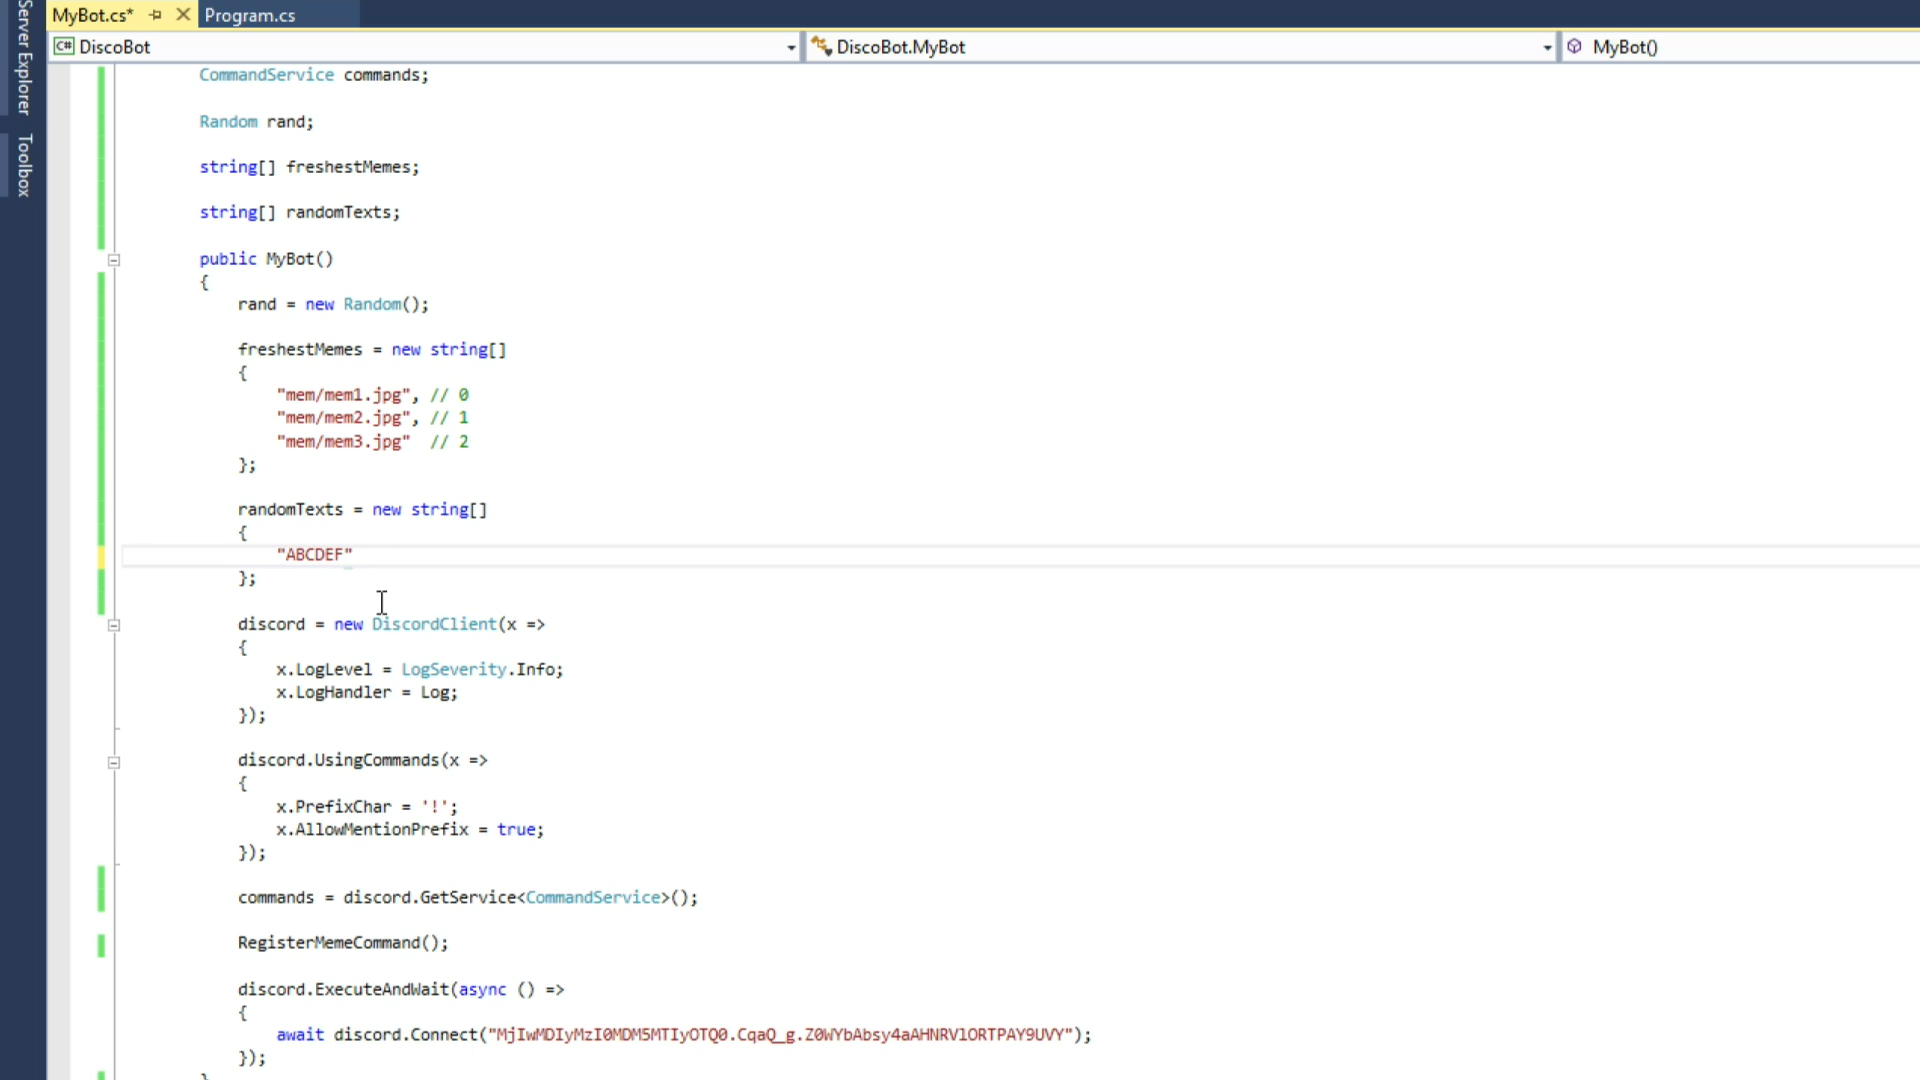 MyBot.cs*
Program.cs
Server Explorer
Toolbox
C# DiscoBot
DiscoBot.MyBot
MyBot()
CommandService commands;
Random rand;
string[] freshestMemes;
string[] randomTexts;
public MyBot()
{
rand = new Random();
freshestMemes = new string[]
{
"mem/mem1.jpg", // 0
"mem/mem2.jpg", // 1
"mem/mem3.jpg" // 2
};
randomTexts = new string[]
{
"ABCDEF"
};
discord = new DiscordClient(x =>
{
x.LogLevel = LogSeverity.Info;
x.LogHandler = Log;
});
discord.UsingCommands(x =>
{
x.PrefixChar = '!';
x.AllowMentionPrefix = true;
});
commands = discord.GetService<CommandService>();
RegisterMemeCommand();
discord.ExecuteAndWait(async () =>
{
await discord.Connect("MjIwMDIyMzI0MDM5MTIyOTQ0.CqaQ_g.Z0WYbAbsy4aAHNRVlORTPAY9UVY");
});